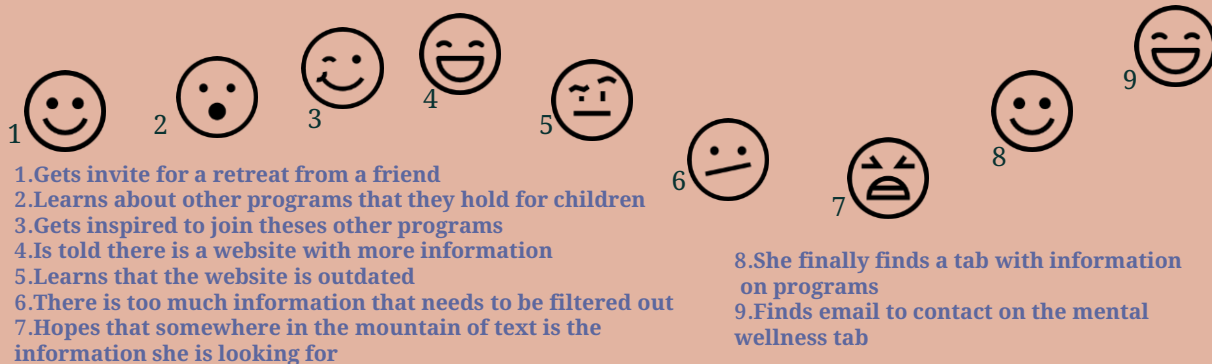 1
2
3
4
5
6
7
8
9
1.Gets invite for a retreat from a friend
2.Learns about other programs that they hold for children
3.Gets inspired to join theses other programs
4.Is told there is a website with more information
5.Learns that the website is outdated
6.There is too much information that needs to be filtered out
7.Hopes that somewhere in the mountain of text is the
information she is looking for
8.She finally finds a tab with information
on programs
9.Finds email to contact on the mental
wellness tab